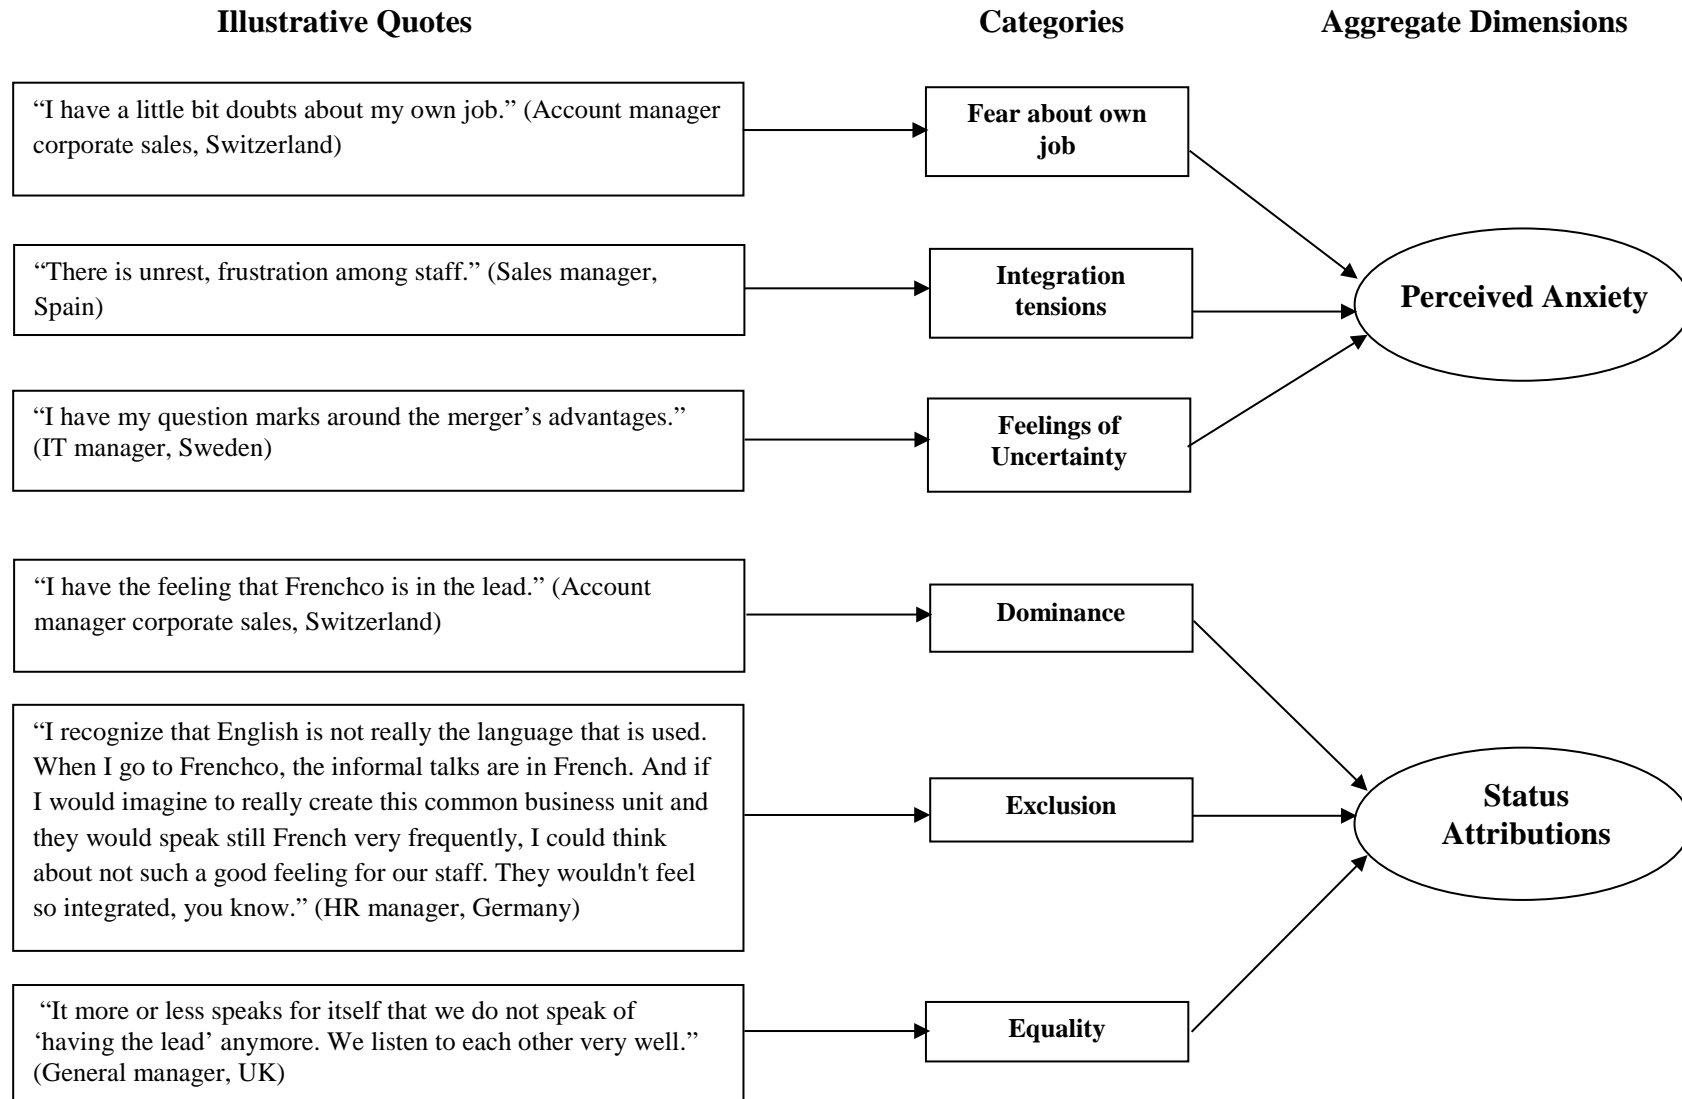 Illustrative Quotes
Categories
Aggregate Dimensions
“I have a little bit doubts about my own job.” (Account manager
corporate sales, Switzerland)
Fear about own
job
“There is unrest, frustration among staff.” (Sales manager,
Spain)
Integration
tensions
Perceived Anxiety
“I have my question marks around the merger’s advantages.”
(IT manager, Sweden)
Feelings of
Uncertainty
“I have the feeling that Frenchco is in the lead.” (Account
manager corporate sales, Switzerland)
Dominance
“I recognize that English is not really the language that is used.
When I go to Frenchco, the informal talks are in French. And if
I would imagine to really create this common business unit and
they would speak still French very frequently, I could think
about not such a good feeling for our staff. They wouldn't feel
so integrated, you know.” (HR manager, Germany)
Exclusion
Status
Attributions
“It more or less speaks for itself that we do not speak of
‘having the lead’ anymore. We listen to each other very well.”
(General manager, UK)
Equality